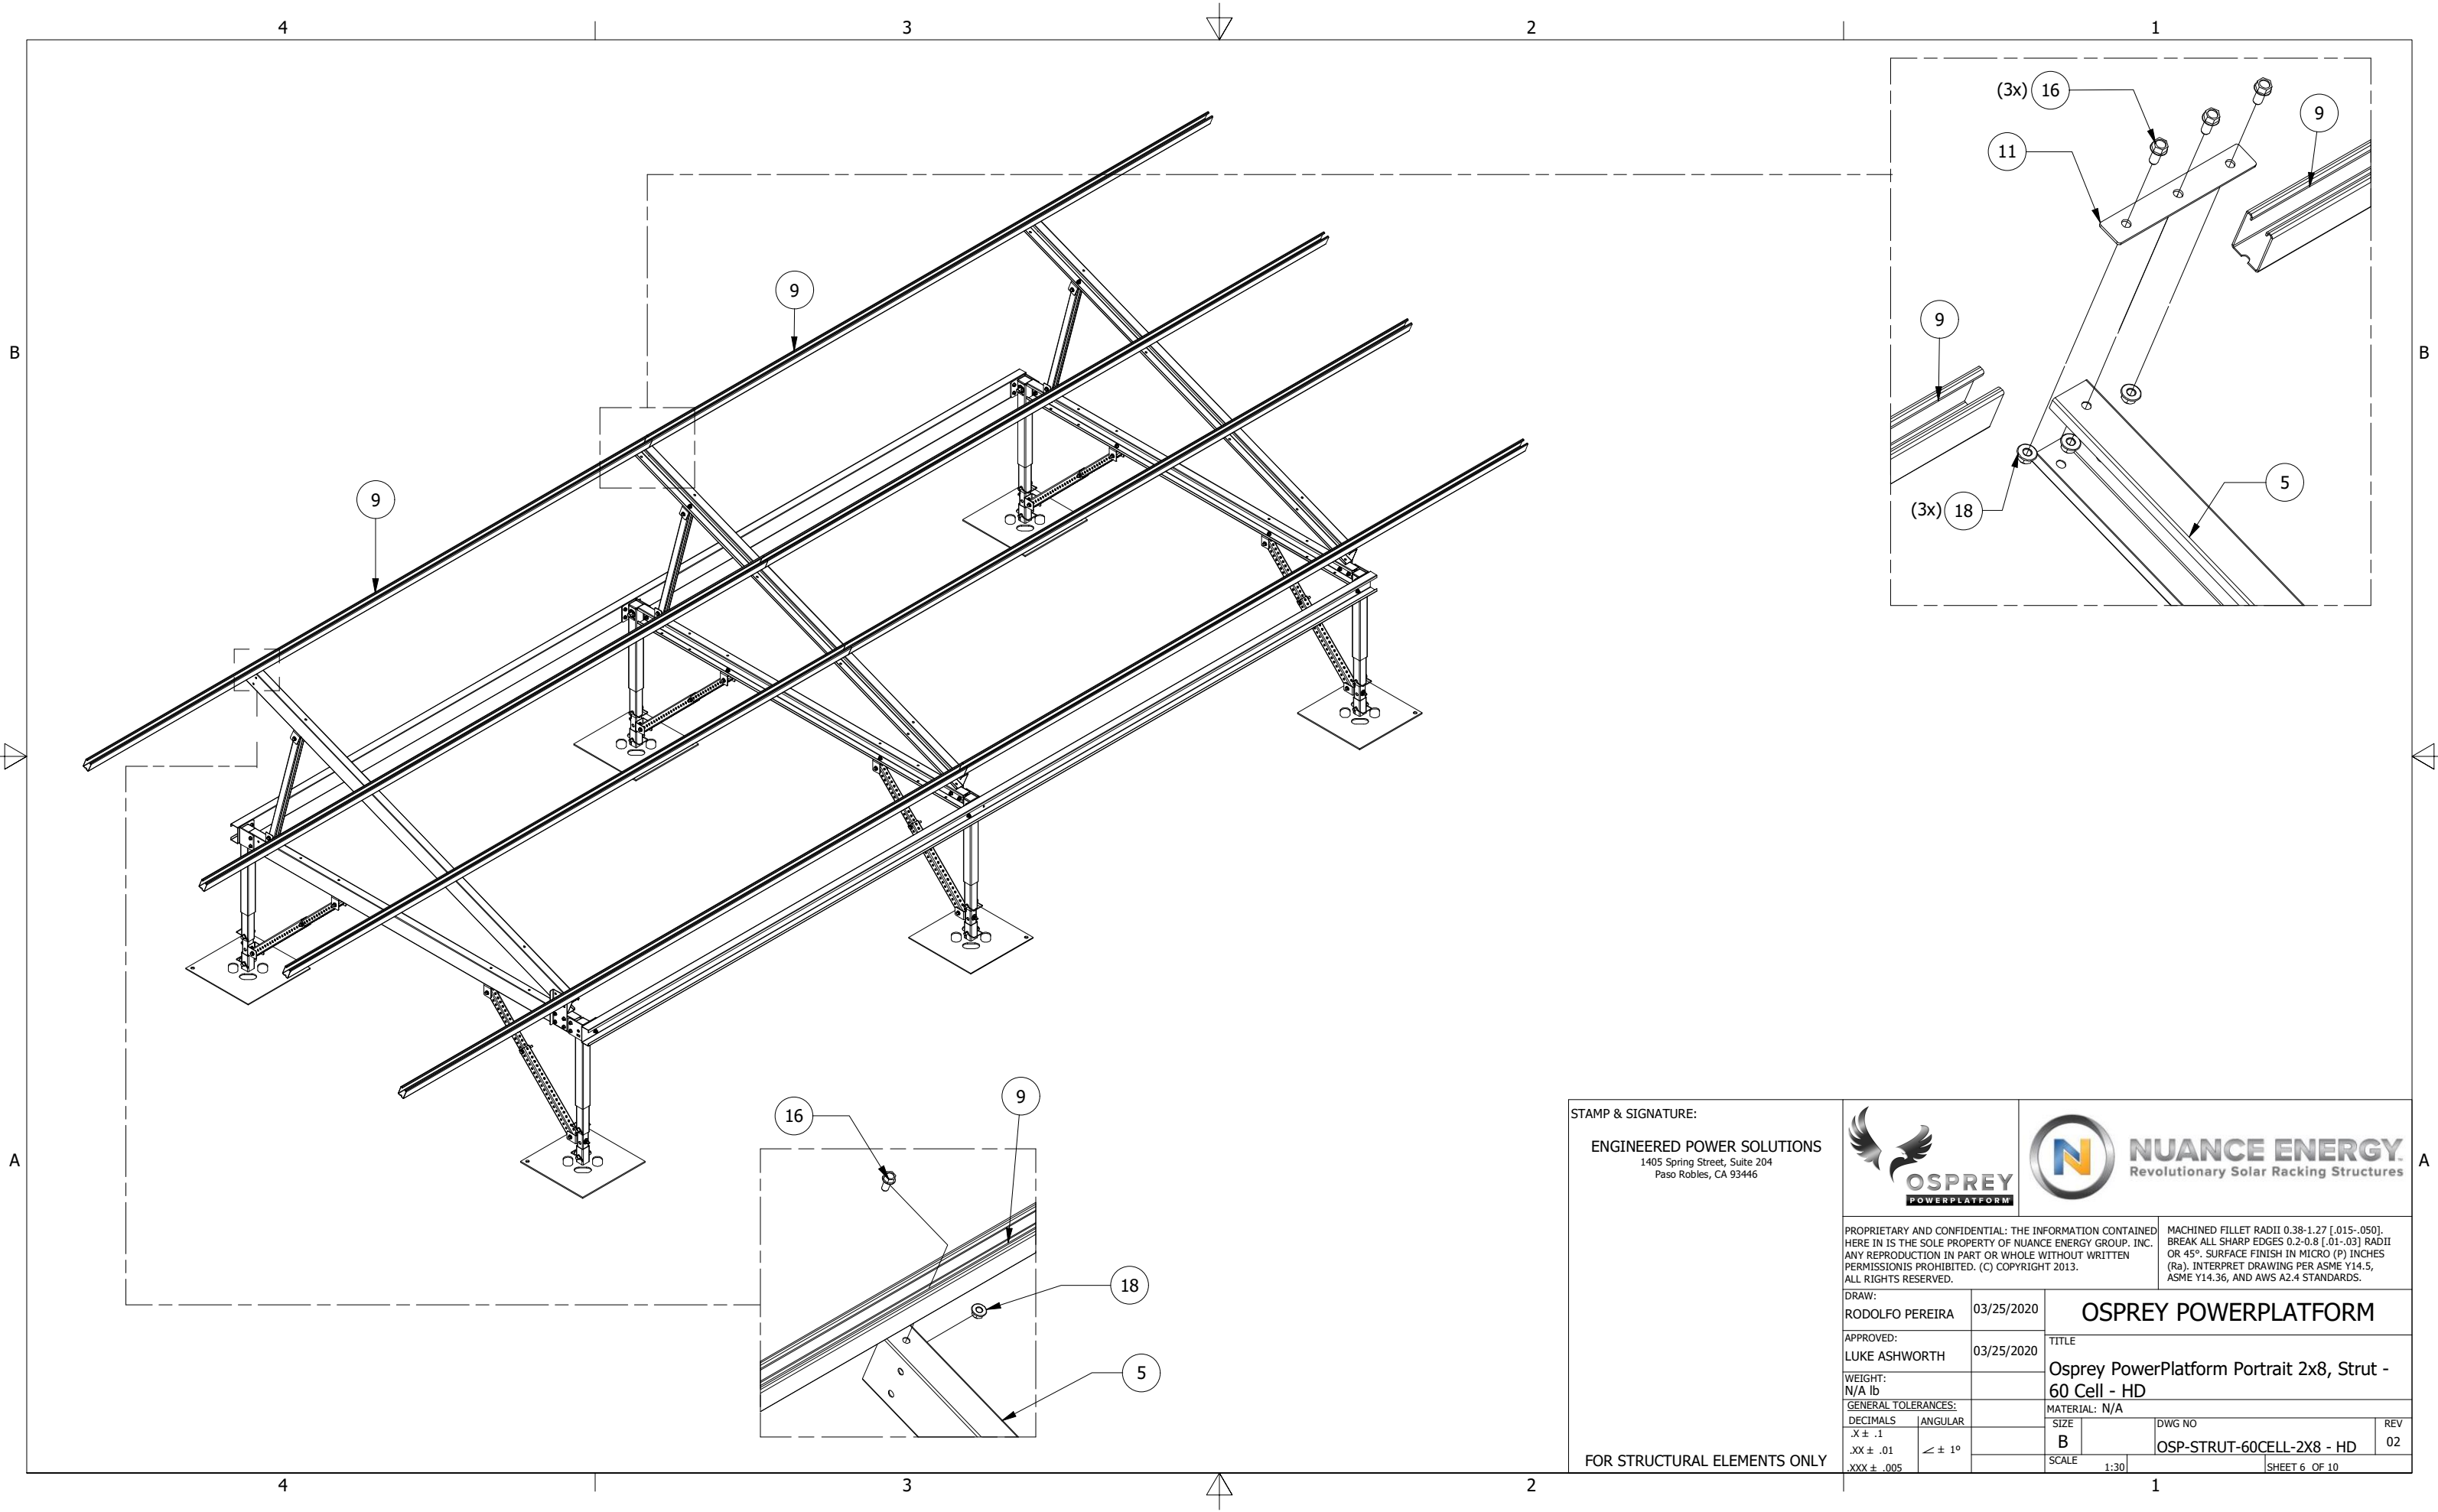 4 3 2 1
B B
A A
4 3 2 1
9
9
(3x) 16
11
9
9
(3x) 18
5
16
9
18
5
STAMP & SIGNATURE:
ENGINEERED POWER SOLUTIONS
1405 Spring Street, Suite 204
Paso Robles, CA 93446
FOR STRUCTURAL ELEMENTS ONLY
OSPREY
POWERPLATFORM
NUANCE ENERGY
Revolutionary Solar Racking Structures
PROPRIETARY AND CONFIDENTIAL: THE INFORMATION CONTAINED
HERE IN IS THE SOLE PROPERTY OF NUANCE ENERGY GROUP. INC.
ANY REPRODUCTION IN PART OR WHOLE WITHOUT WRITTEN
PERMISSIONIS PROHIBITED. (C) COPYRIGHT 2013.
ALL RIGHTS RESERVED.
MACHINED FILLET RADII 0.38-1.27 [.015-.050].
BREAK ALL SHARP EDGES 0.2-0.8 [.01-.03] RADII
OR 45º. SURFACE FINISH IN MICRO (P) INCHES
(Ra). INTERPRET DRAWING PER ASME Y14.5,
ASME Y14.36, AND AWS A2.4 STANDARDS.
DRAW:
RODOLFO PEREIRA 03/25/2020
APPROVED:
LUKE ASHWORTH 03/25/2020
WEIGHT:
N/A lb
GENERAL TOLERANCES:
DECIMALS ANGULAR
.X ± .1
.XX ± .01 ∠ ± 1º
.XXX ± .005
OSPREY POWERPLATFORM
TITLE
Osprey PowerPlatform Portrait 2x8, Strut -
60 Cell - HD
MATERIAL: N/A
SIZE DWG NO REV
B OSP-STRUT-60CELL-2X8 - HD 02
SCALE 1:30 SHEET 6 OF 10